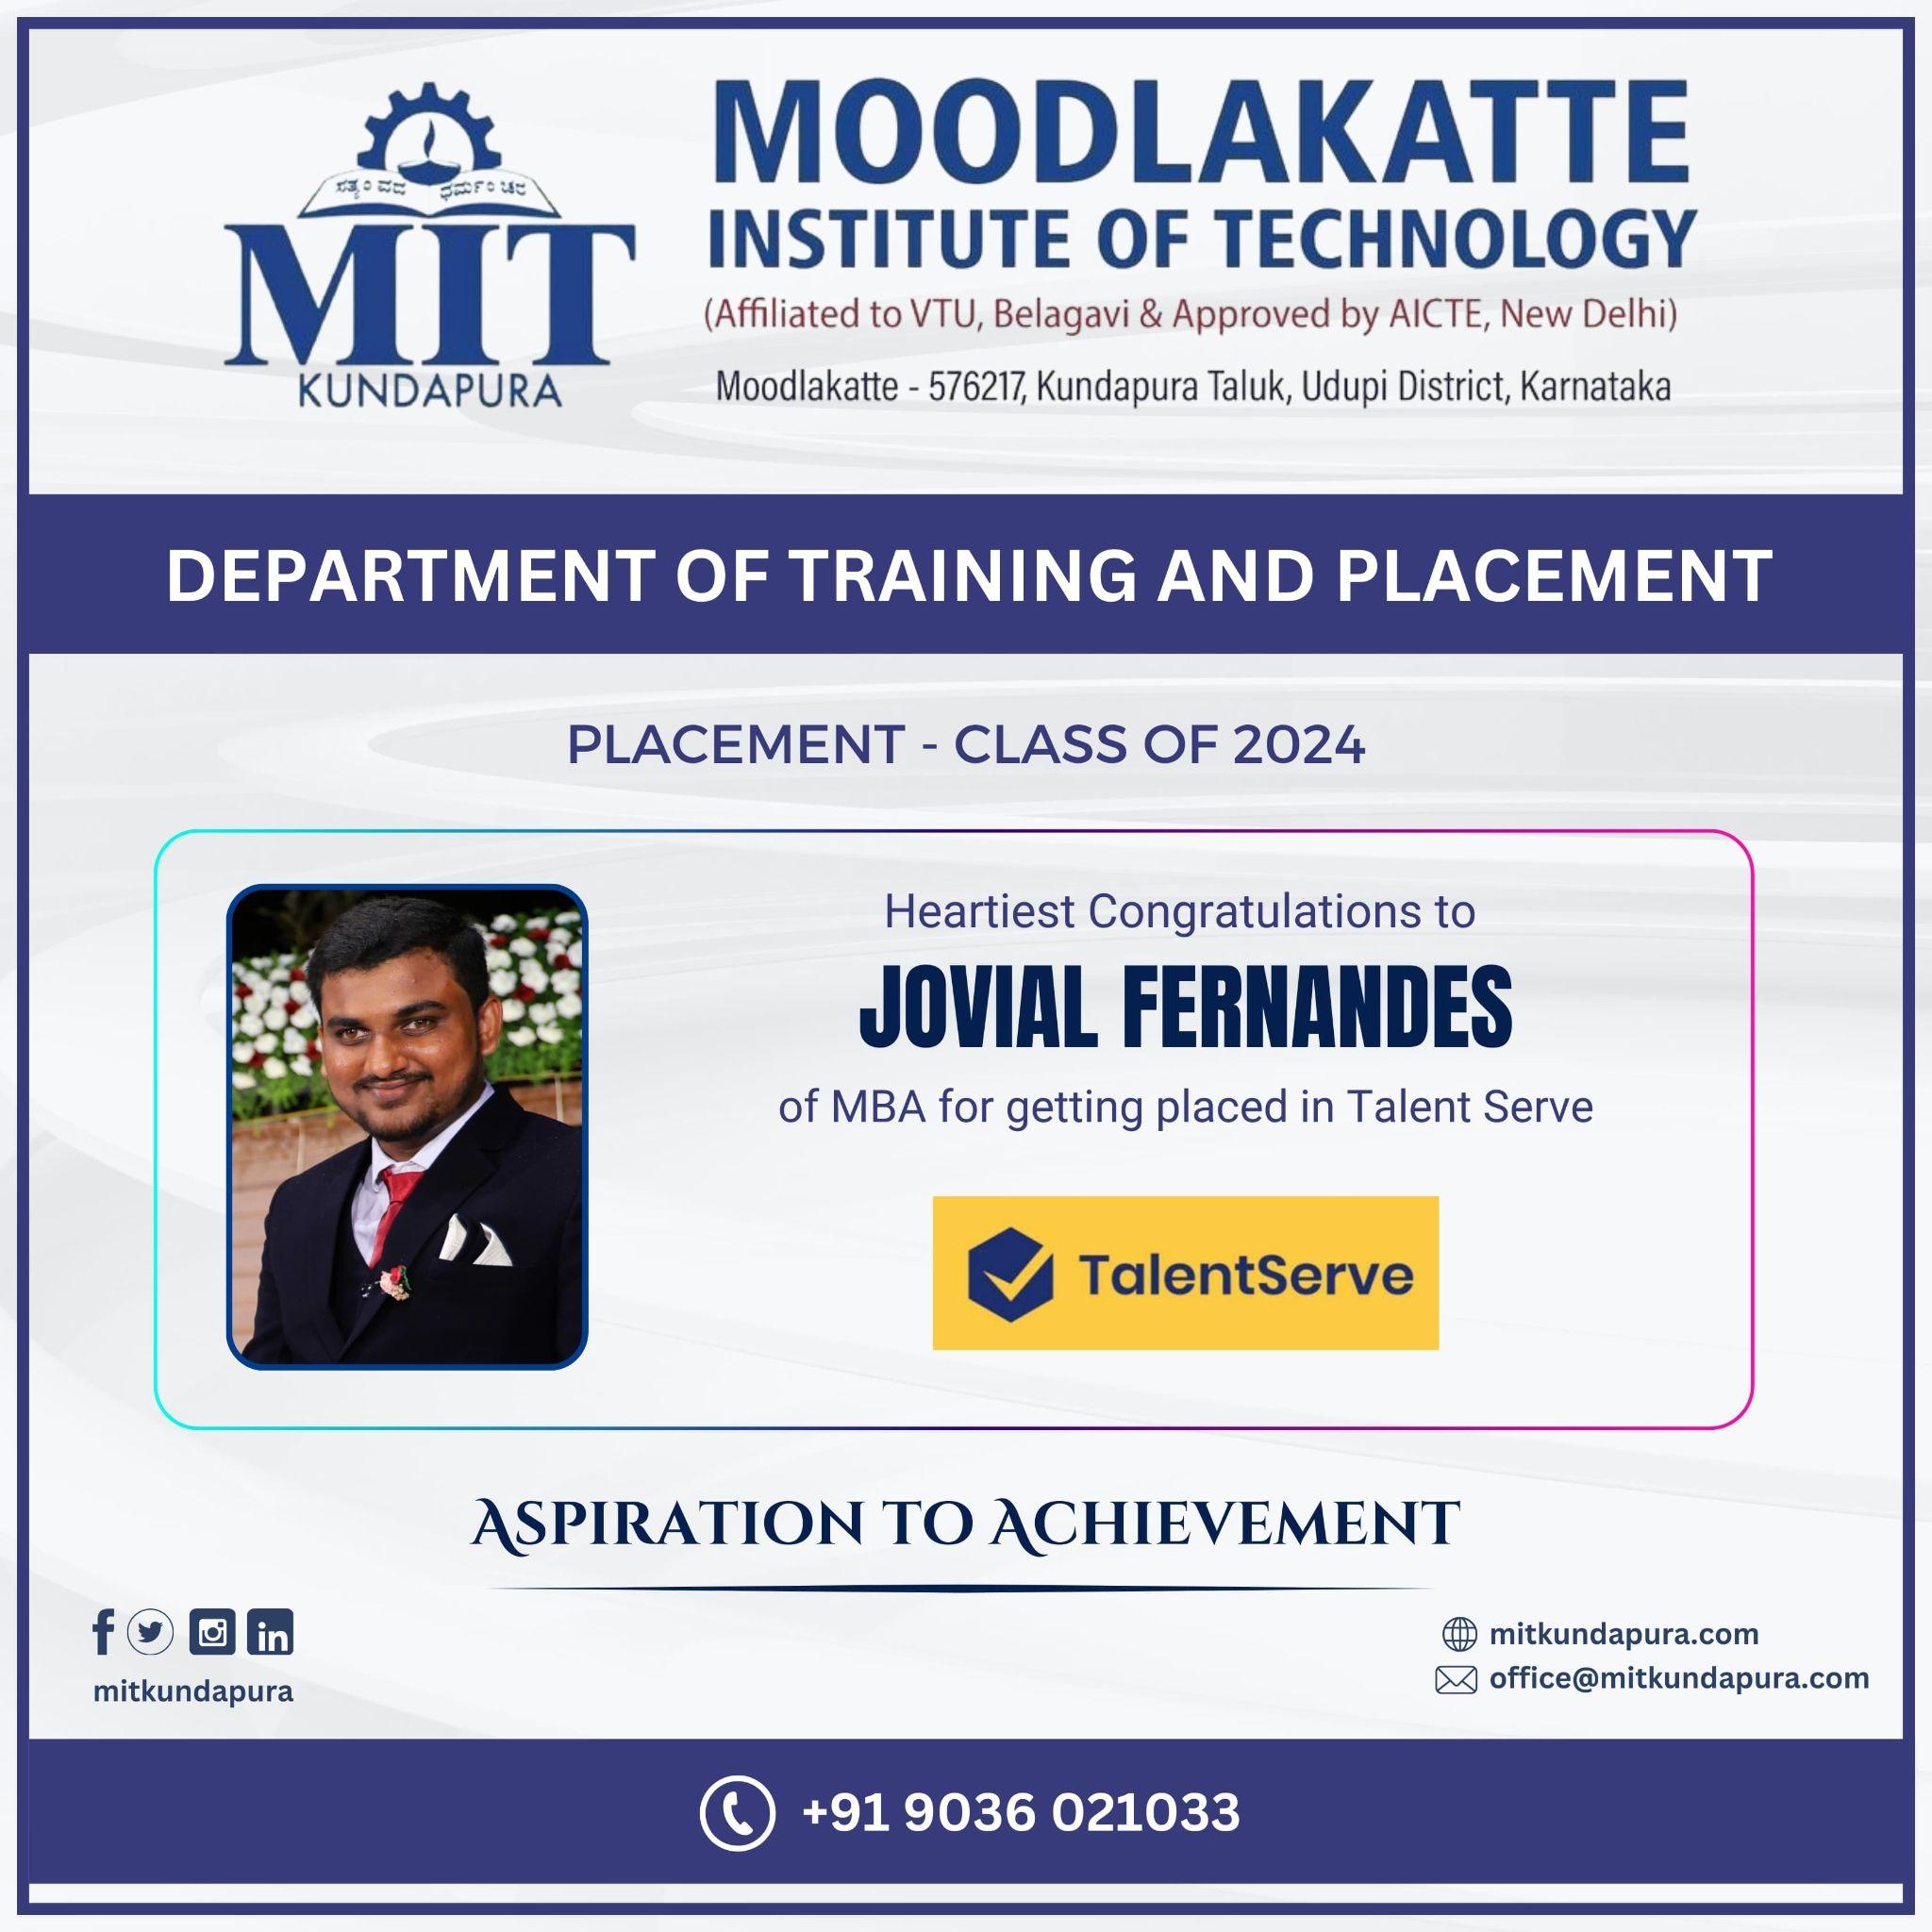 ಸತ್ಯಂ ವದ ಧರ್ಮಂ ಚರ
MIT
KUNDAPURA
MOODLAKATTE
INSTITUTE OF TECHNOLOGY
(Affiliated to VTU, Belagavi & Approved by AICTE, New Delhi)
Moodlakatte - 576217, Kundapura Taluk, Udupi District, Karnataka
DEPARTMENT OF TRAINING AND PLACEMENT
PLACEMENT - CLASS OF 2024
Heartiest Congratulations to
JOVIAL FERNANDES
of MBA for getting placed in Talent Serve
TalentServe
ASPIRATION TO ACHIEVEMENT
mitkundapura
mitkundapura.com
office@mitkundapura.com
+91 9036 021033